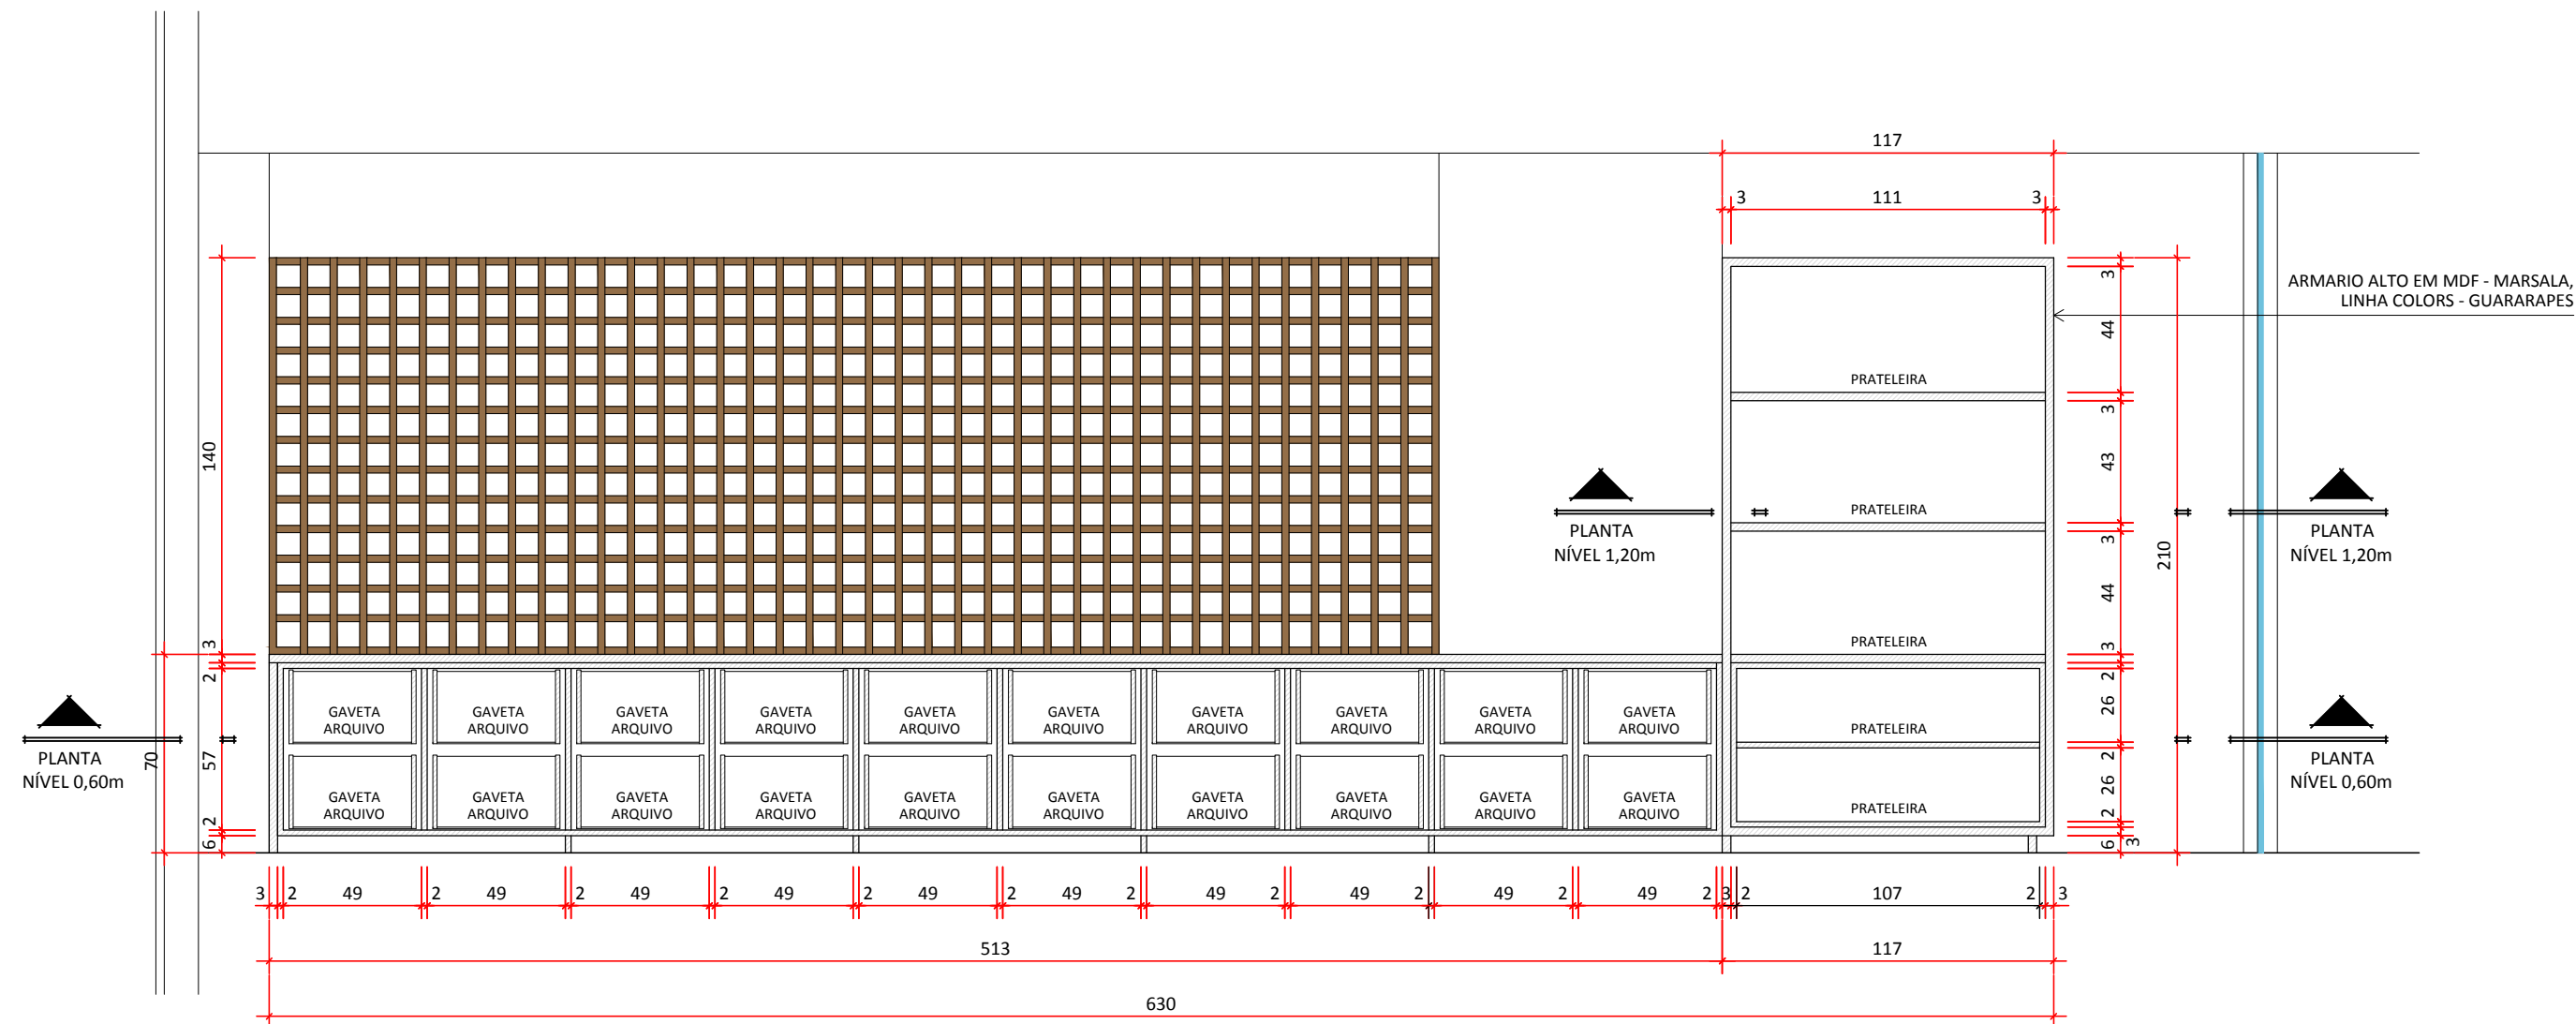 117
3 111 3
ARMARIO ALTO EM MDF - MARSALA,
LINHA COLORS - GUARARAPES
3
44
3
43
3
44
3
2
26
2
26
2
3
6
210
PRATELEIRA
PRATELEIRA
PRATELEIRA
PRATELEIRA
PRATELEIRA
140
3
2
57
2
6
70
PLANTA
NÍVEL 1,20m
PLANTA
NÍVEL 1,20m
PLANTA
NÍVEL 0,60m
PLANTA
NÍVEL 0,60m
GAVETA GAVETA GAVETA GAVETA GAVETA GAVETA GAVETA GAVETA GAVETA GAVETA
ARQUIVO ARQUIVO ARQUIVO ARQUIVO ARQUIVO ARQUIVO ARQUIVO ARQUIVO ARQUIVO ARQUIVO
GAVETA GAVETA GAVETA GAVETA GAVETA GAVETA GAVETA GAVETA GAVETA GAVETA
ARQUIVO ARQUIVO ARQUIVO ARQUIVO ARQUIVO ARQUIVO ARQUIVO ARQUIVO ARQUIVO ARQUIVO
3 2 49 2 49 2 49 2 49 2 49 2 49 2 49 2 49 2 49 2 49 2 3 2 107 2 3
513 117
630